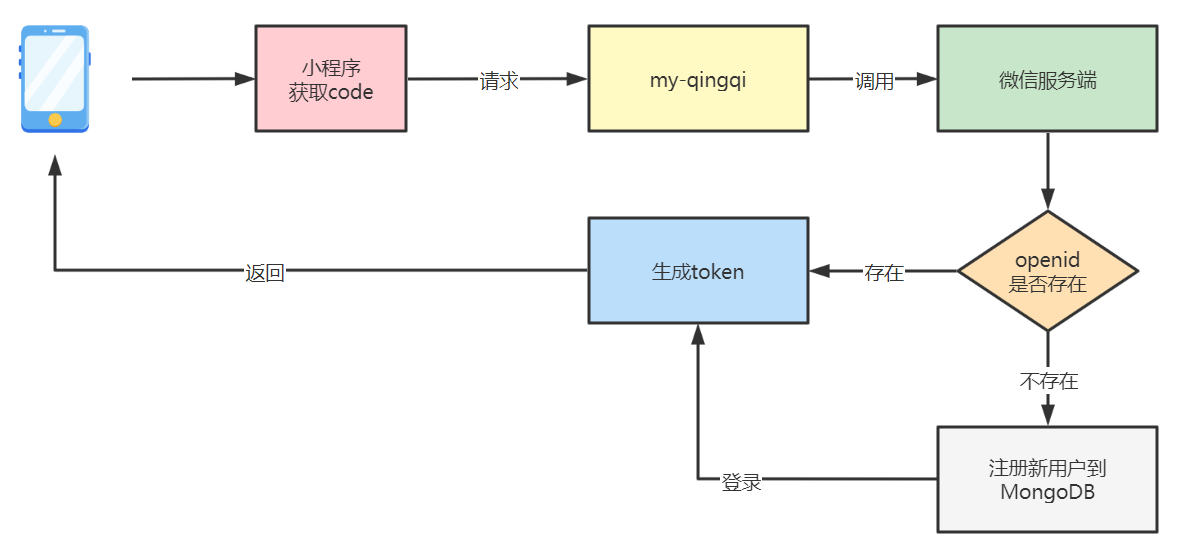 小程序
获取code
请求
my-qingqi
调用
微信服务端
返回
生成token
存在
openid
是否存在
不存在
登录
注册新用户到
MongoDB